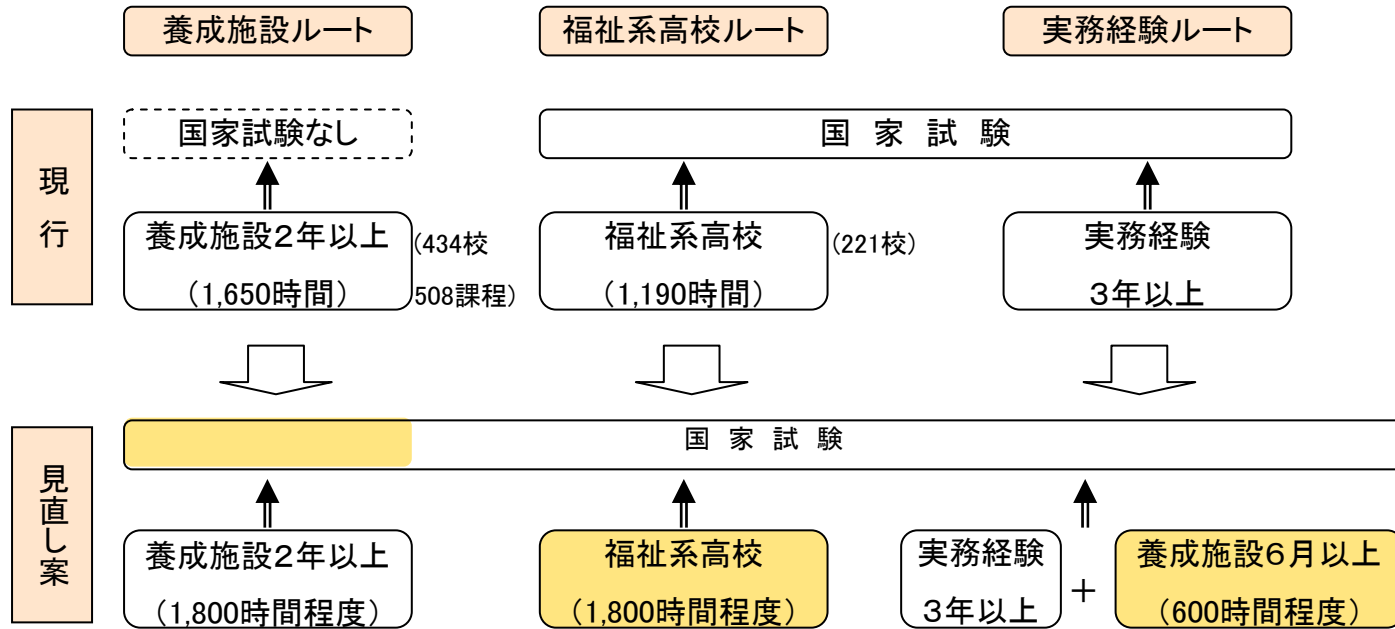 養成施設ルート
福祉系高校ルート
実務経験ルート
現行
国家試験なし
国家試験
養成施設2年以上
(1,650時間)
(434校
508課程)
福祉系高校
(1,190時間)
(221校)
実務経験
3年以上
見直し案
国家試験
養成施設2年以上
(1,800時間程度)
福祉系高校
(1,800時間程度)
実務経験
3年以上
+
養成施設6月以上
(600時間程度)